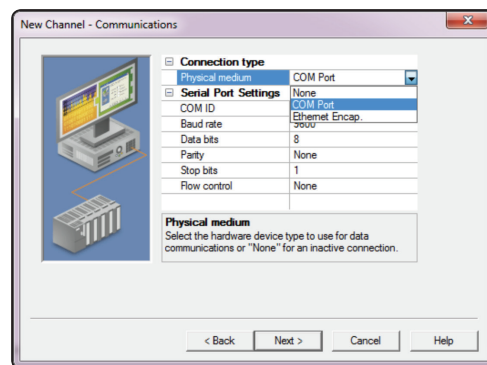 New Channel - Communications
Connection type
Physical medium COM Port
None
Serial Port Settings
COM Port
COM ID
Ethernet Encap.
Baud rate 9600
Data bits 8
Parity None
Stop bits 1
Flow control None
Physical medium
Select the hardware device type to use for data
communications or "None" for an inactive connection.
< Back Next > Cancel Help